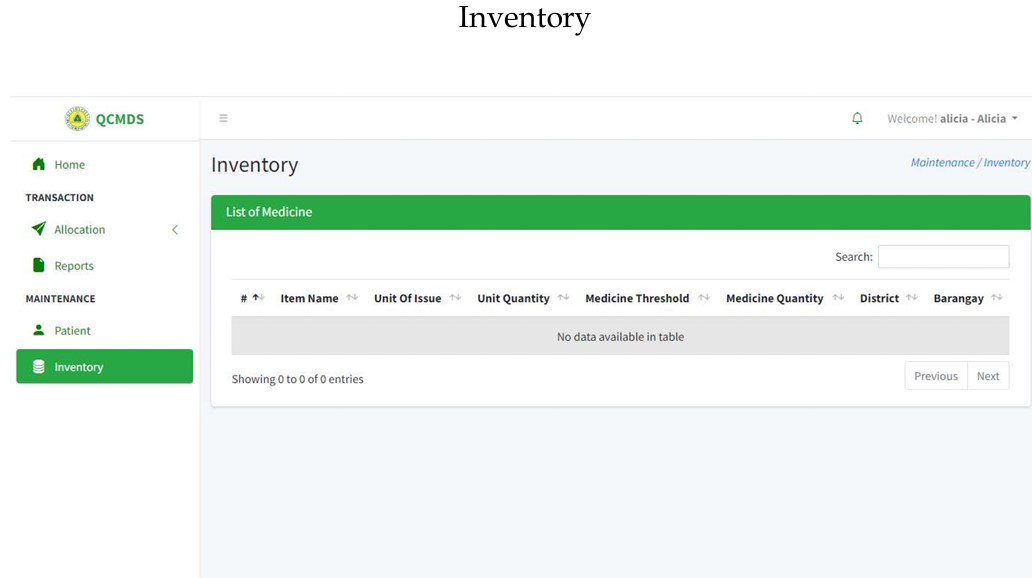 Inventory
QCMDS
Welcome! alicia - Alicia
Home
TRANSACTION
Allocation
Reports
MAINTENANCE
Patient
Inventory
Inventory
Maintenance / Inventory
List of Medicine
Search:
# Item Name Unit Of Issue Unit Quantity Medicine Threshold Medicine Quantity District Barangay
No data available in table
Showing 0 to 0 of 0 entries
Previous Next